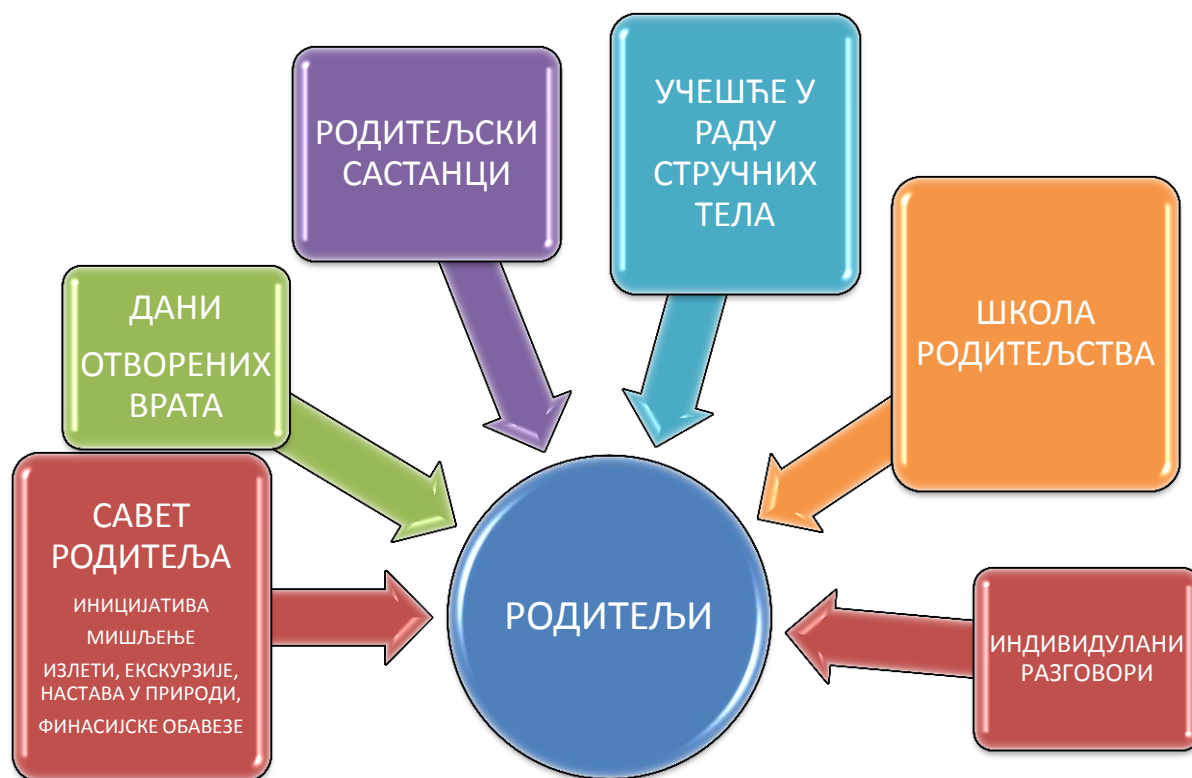 РОДИТЕЉСКИ
САСТАНЦИ
УЧЕШЋЕ У
РАДУ
СТРУЧНИХ
ТЕЛА
ШКОЛА
РОДИТЕЉСТВА
ДАНИ
ОТВОРЕНИХ
ВРАТА
САВЕТ
РОДИТЕЉА
ИНИЦИЈАТИВА
МИШЉЕЊЕ
ИЗЛЕТИ, ЕКСКУРЗИЈЕ,
НАСТАВА У ПРИРОДИ,
ФИНАСИЈСКЕ ОБАВЕЗЕ
РОДИТЕЉИ
ИНДИВИДУЛАНИ
РАЗГОВОРИ